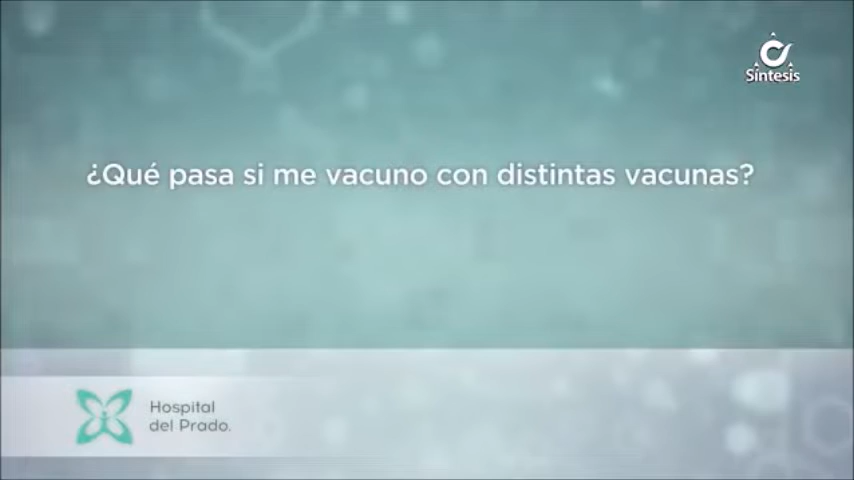 Síntesis
¿Qué pasa si me vacuno con distintas vacunas?
Hospital
del Prado.